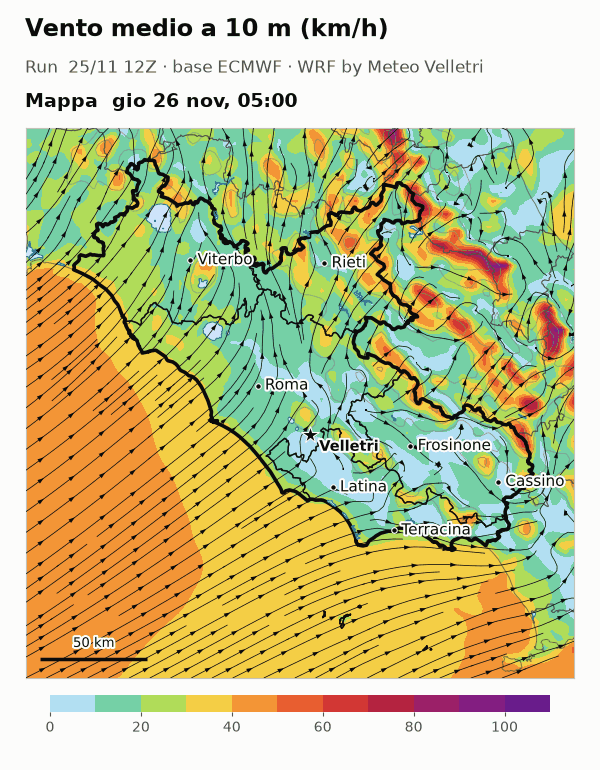 Vento medio a 10 m (km/h)
Run 25/11 12Z · base ECMWF · WRF by Meteo Velletri
Mappa gio 26 nov, 05:00
Viterbo
Rieti
Roma
Velletri
Frosinone
Latina
Cassino
Terracina
50 km
0 20 40 60 80 100